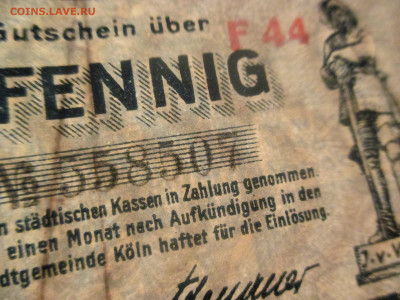 COINS.LAVE.RU
Gutschein über
F 44
FENNIG
№ 558507
n städtischen Kassen in Zahlung genommen.
einen Monat nach Aufkündigung in den
dtgemeinde Köln haftet für die Einlösung.
J.v.W